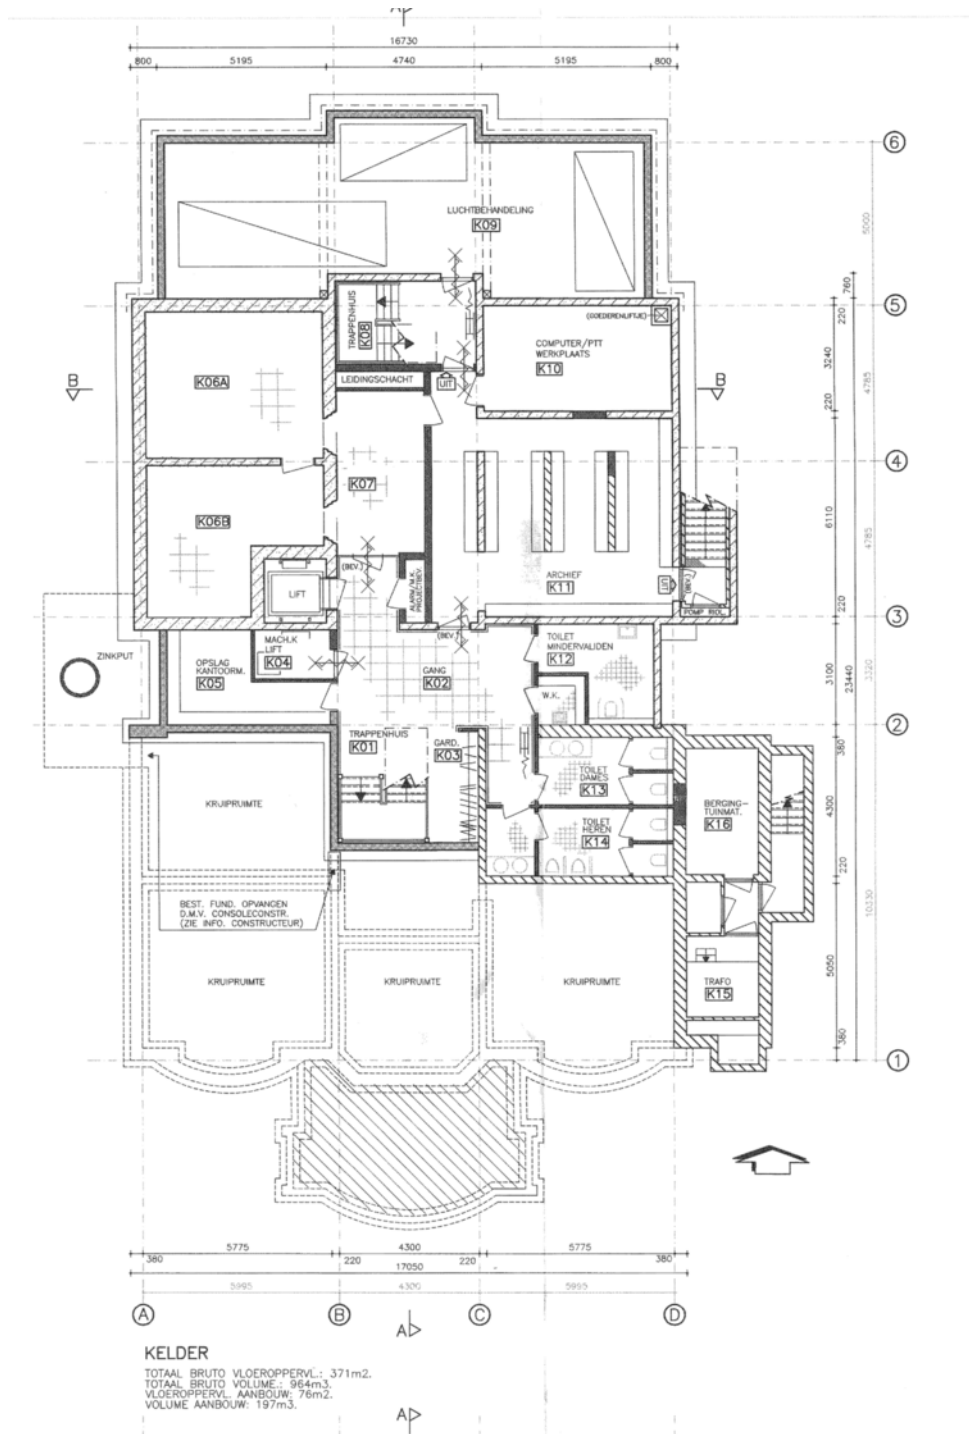 A
16730
800
5195
4740
5195
800
6
LUCHTBEHANDELING
K09
5000
760
5
TRAPPENHUIS
K08
(GOEDERENLIFTJE)
COMPUTER/PTT
WERKPLAATS
K10
220
3240
220
4785
B
B
K06A
LEIDINGSCHACHT
UIT
4
K07
K06B
6110
4785
(BEV.)
ALARM/M.K.
PROJECTBEV.
LIFT
ARCHIEF
K11
UIT
POMP RIOL.
220
3
(BEV.)
ZINKPUT
MACH.K
LIFT
K04
OPSLAG
KANTOORM.
K05
GANG
K02
TOILET
MINDERVALIDEN
K12
W.K.
3100
23440
3320
2
TRAPPENHUIS
K01
GARD.
K03
380
TOILET
DAMES
K13
KRUIPRUIMTE
BERGING-
TUINMAT.
K16
4300
TOILET
HEREN
K14
220
BEST. FUND. OPVANGEN
D.M.V. CONSOLECONSTR.
(ZIE INFO. CONSTRUCTEUR)
10330
KRUIPRUIMTE
KRUIPRUIMTE
KRUIPRUIMTE
TRAFO
K15
5050
380
1
5775
4300
5775
380
220
220
380
17050
5995
4300
5995
A
B
C
D
A
KELDER
TOTAAL BRUTO VLOEROPPERVL.: 371m2.
TOTAAL BRUTO VOLUME.: 964m3.
VLOEROPPERVL. AANBOUW: 76m2.
VOLUME AANBOUW: 197m3.
A